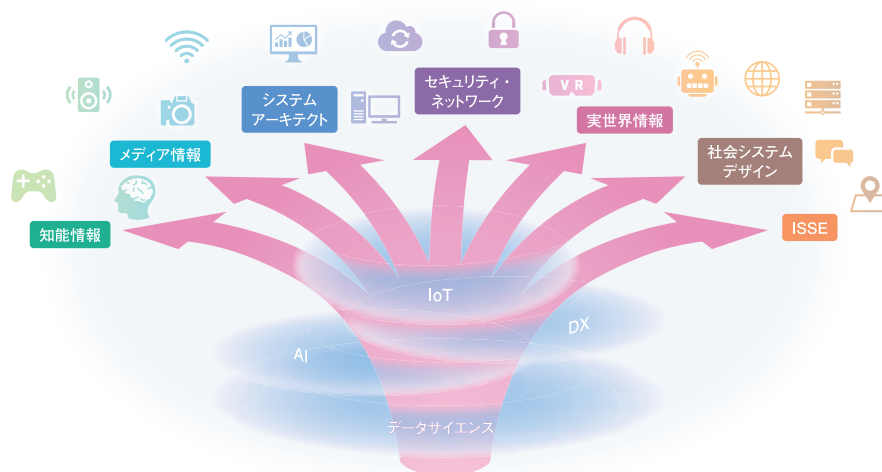 システム
アーキテクト
セキュリティ・
ネットワーク
VR
実世界情報
メディア情報
社会システム
デザイン
知能情報
ISSE
IoT
DX
AI
データサイエンス